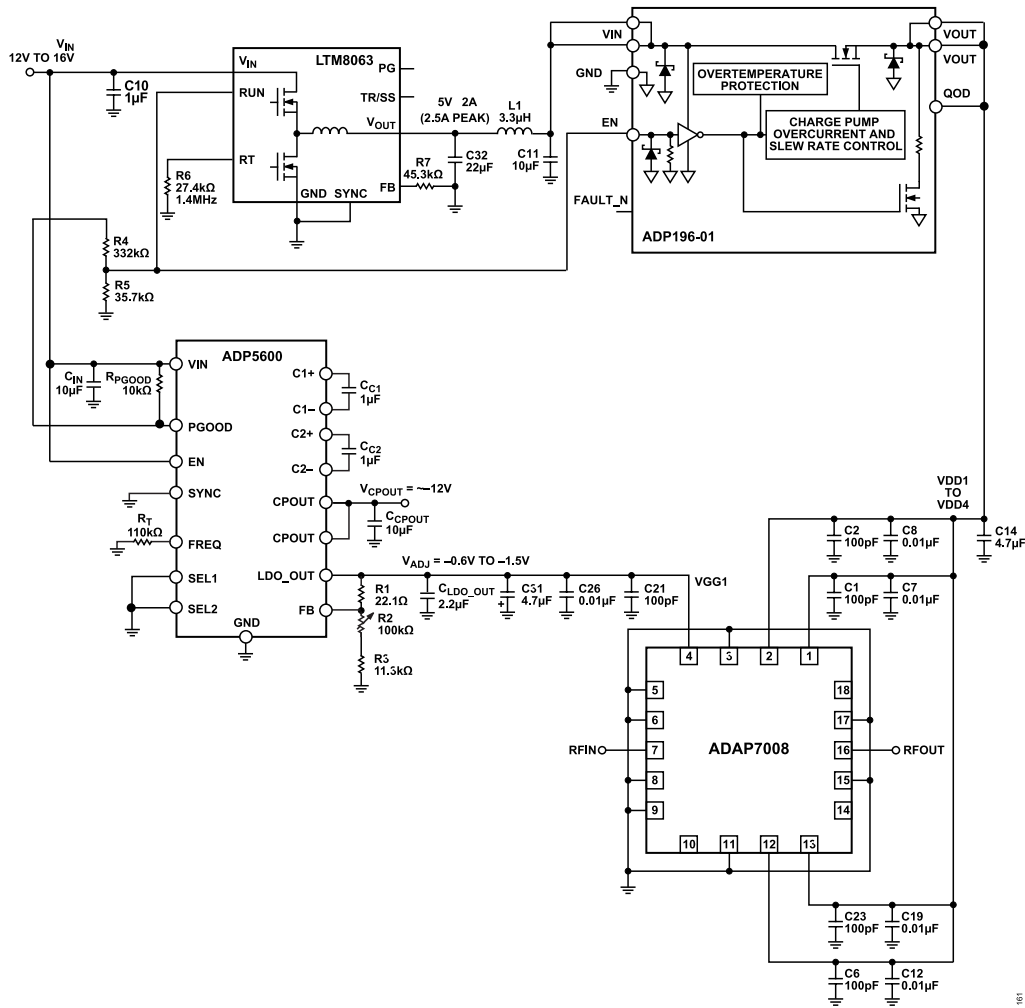 VIN
12V TO 16V
C10
1µF
VIN
LTM8063
PG
RUN
TR/SS
5V 2A
(2.5A PEAK)
VOUT
L1
3.3µH
RT
R6
27.4kΩ
1.4MHz
R7
45.3kΩ
C32
22µF
FB
GND SYNC
C11
10µF
VIN
GND
EN
OVERTEMPERATURE
PROTECTION
CHARGE PUMP
OVERCURRENT AND
SLEW RATE CONTROL
VOUT
VOUT
QOD
FAULT_N
ADP196-01
R4
332kΩ
R5
35.7kΩ
ADP5600
VIN
CIN
10µF
RPGOOD
10kΩ
PGOOD
EN
SYNC
RT
110kΩ
FREQ
SEL1
SEL2
GND
C1+
CC1
1µF
C1–
C2+
CC2
1µF
C2–
CPOUT
VCPOUT = ~–12V
CCPOUT
10µF
CPOUT
LDO_OUT
VADJ = –0.6V TO –1.5V
FB
R1
22.1Ω
R2
100kΩ
R3
11.3kΩ
CLDO_OUT
2.2µF
C31
4.7µF
+
C26
0.01µF
C21
100pF
VGG1
VDD1
TO
VDD4
C2
100pF
C8
0.01µF
C14
4.7µF
C1
100pF
C7
0.01µF
4
3
2
1
5
6
7
8
9
18
17
16
15
14
RFIN
ADAP7008
RFOUT
10
11
12
13
C23
100pF
C19
0.01µF
C6
100pF
C12
0.01µF
161